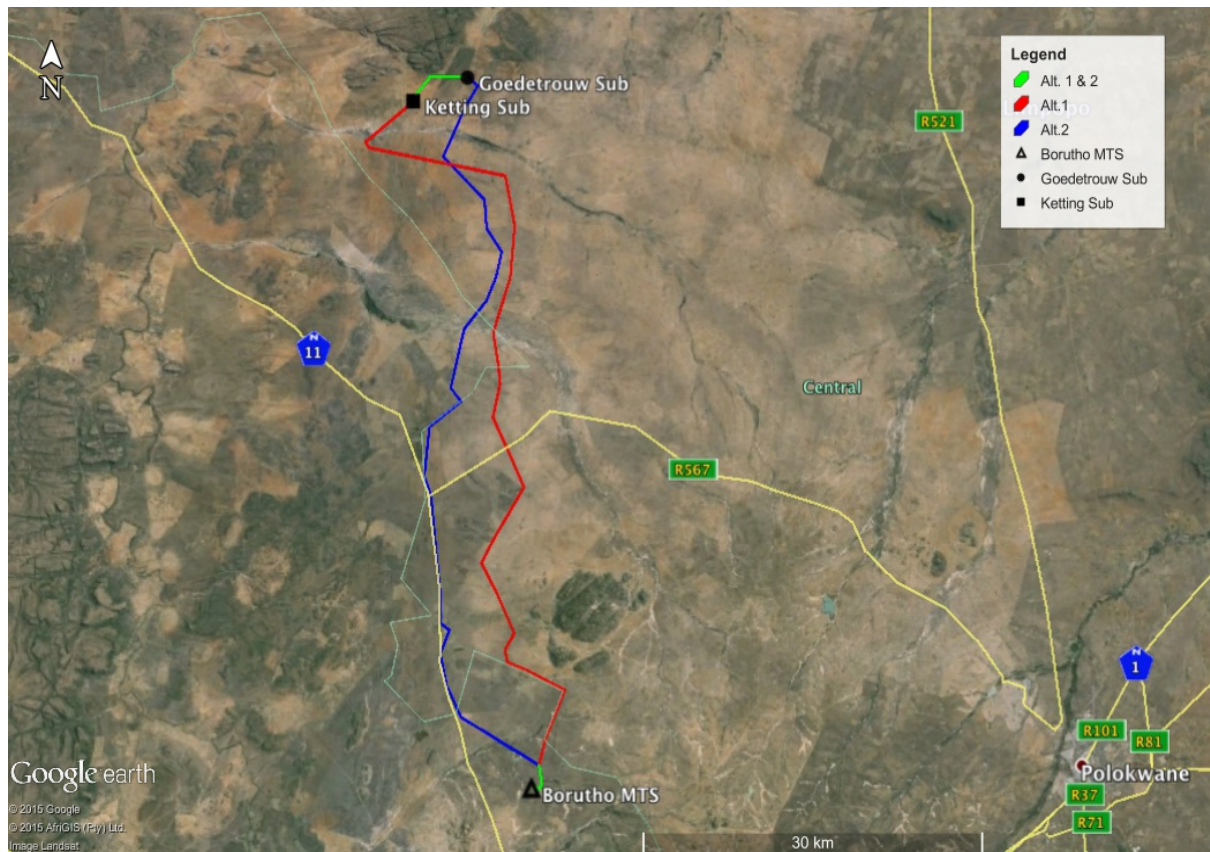 N
Legend
Alt. 1 & 2
Alt.1
Alt.2
Borutho MTS
Goedetrouw Sub
Ketting Sub
Goedetrouw Sub
Ketting Sub
R521
N
11
Central
R567
N
1
R101
R81
Polokwane
R37
R71
Borutho MTS
Google earth
© 2015 Google
© 2015 AfriGIS (Pty) Ltd.
Image Landsat
30 km